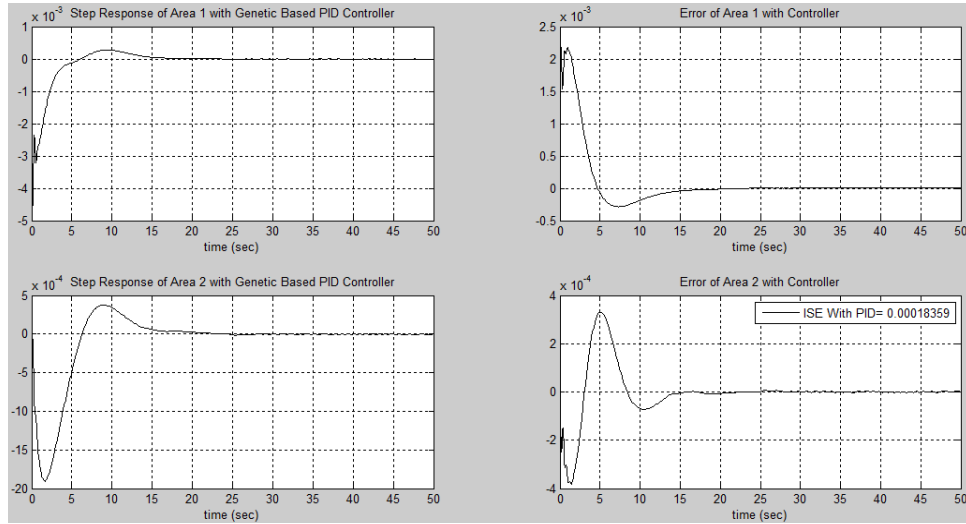 x 10^-3 Step Response of Area 1 with Genetic Based PID Controller
1
0
-1
-2
-3
-4
-5
0 5 10 15 20 25 30 35 40 45 50
time (sec)
x 10^-3 Error of Area 1 with Controller
2.5
2
1.5
1
0.5
0
-0.5
0 5 10 15 20 25 30 35 40 45 50
time (sec)
x 10^-4 Step Response of Area 2 with Genetic Based PID Controller
5
0
-5
-10
-15
-20
0 5 10 15 20 25 30 35 40 45 50
time (sec)
x 10^-4 Error of Area 2 with Controller
4
2
0
-2
-4
ISE With PID= 0.00018359
0 5 10 15 20 25 30 35 40 45 50
time (sec)